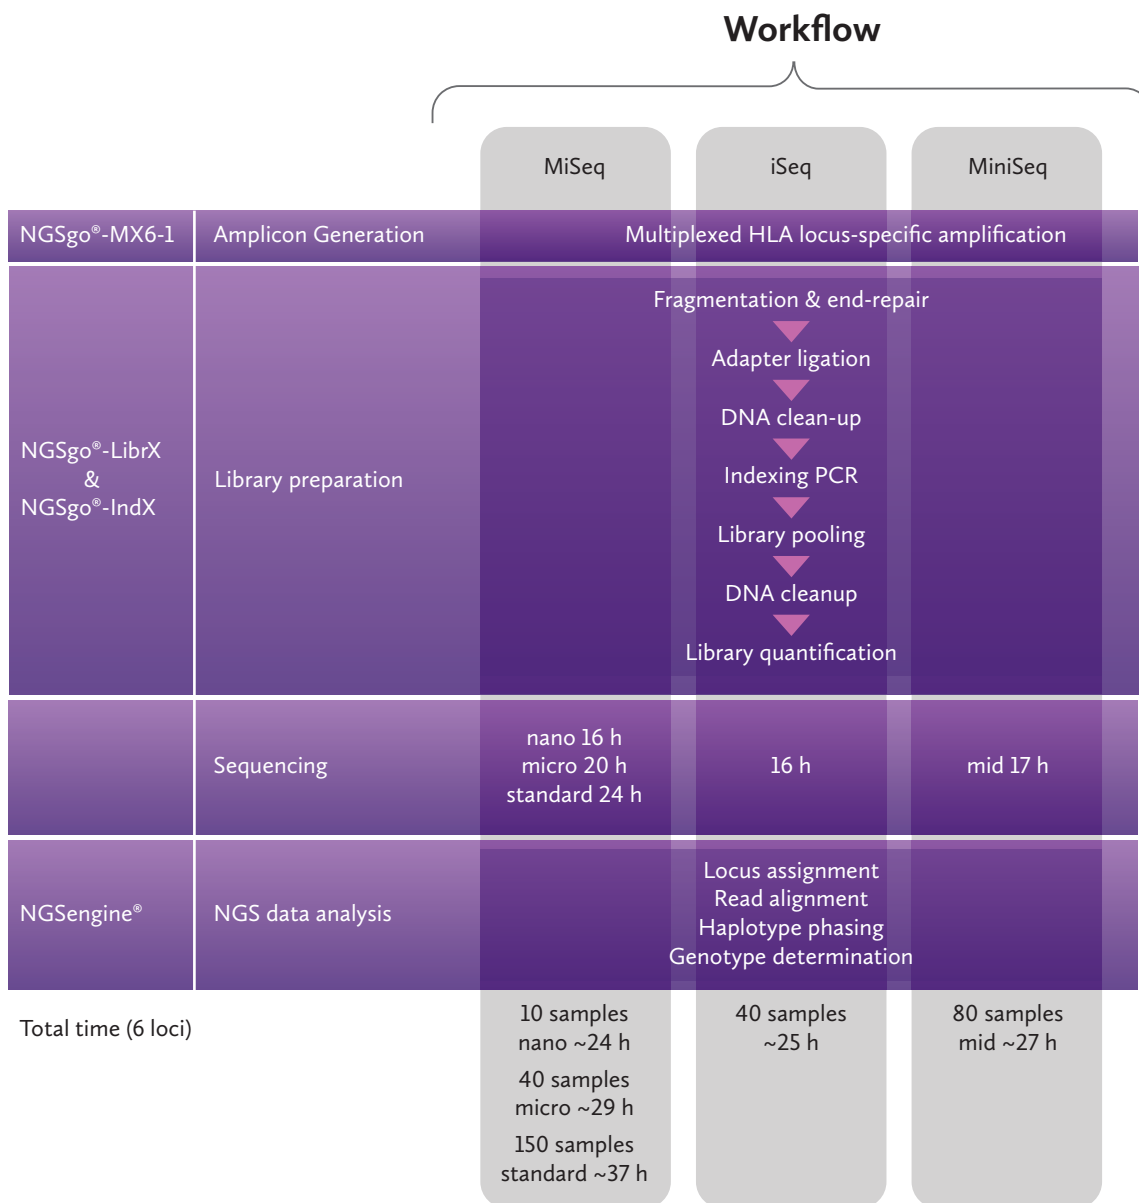 Workflow
MiSeq
iSeq
MiniSeq
NGSgo®-MX6-1
Amplicon Generation
Multiplexed HLA locus-specific amplification
NGSgo®-LibrX
&
NGSgo®-IndX
Library preparation
Fragmentation & end-repair
Adapter ligation
DNA clean-up
Indexing PCR
Library pooling
DNA cleanup
Library quantification
Sequencing
nano 16 h
micro 20 h
standard 24 h
16 h
mid 17 h
NGSengine®
NGS data analysis
Locus assignment
Read alignment
Haplotype phasing
Genotype determination
Total time (6 loci)
10 samples
nano ~24 h
40 samples
micro ~29 h
150 samples
standard ~37 h
40 samples
~25 h
80 samples
mid ~27 h